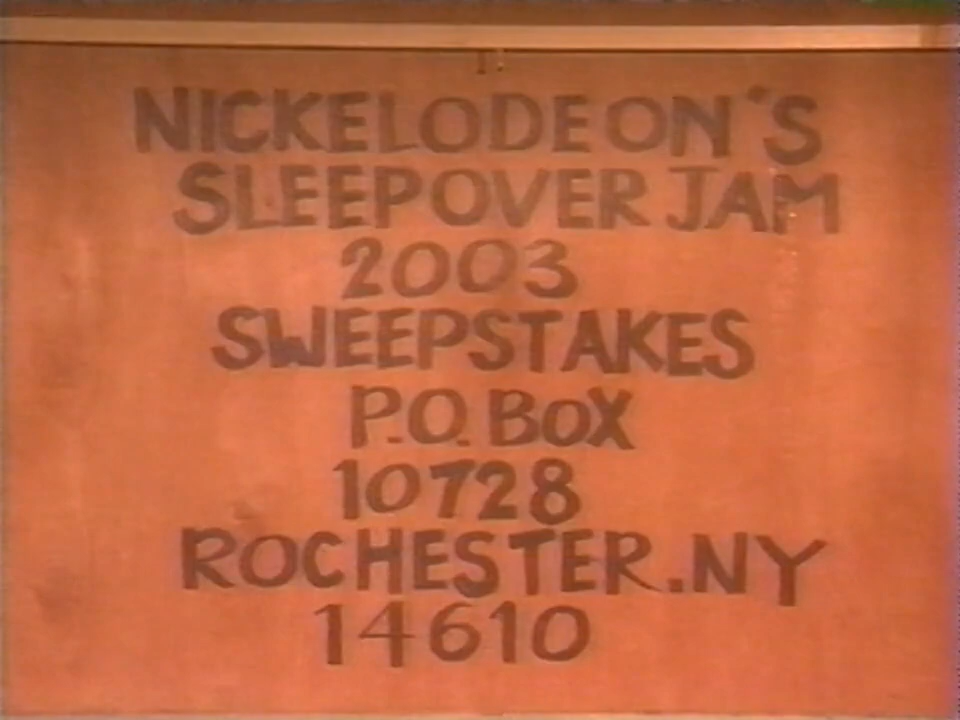 NICKELODEON'S
SLEEPOVER JAM
2003
SWEEPSTAKES
P.O. BOX
10728
ROCHESTER.NY
14610